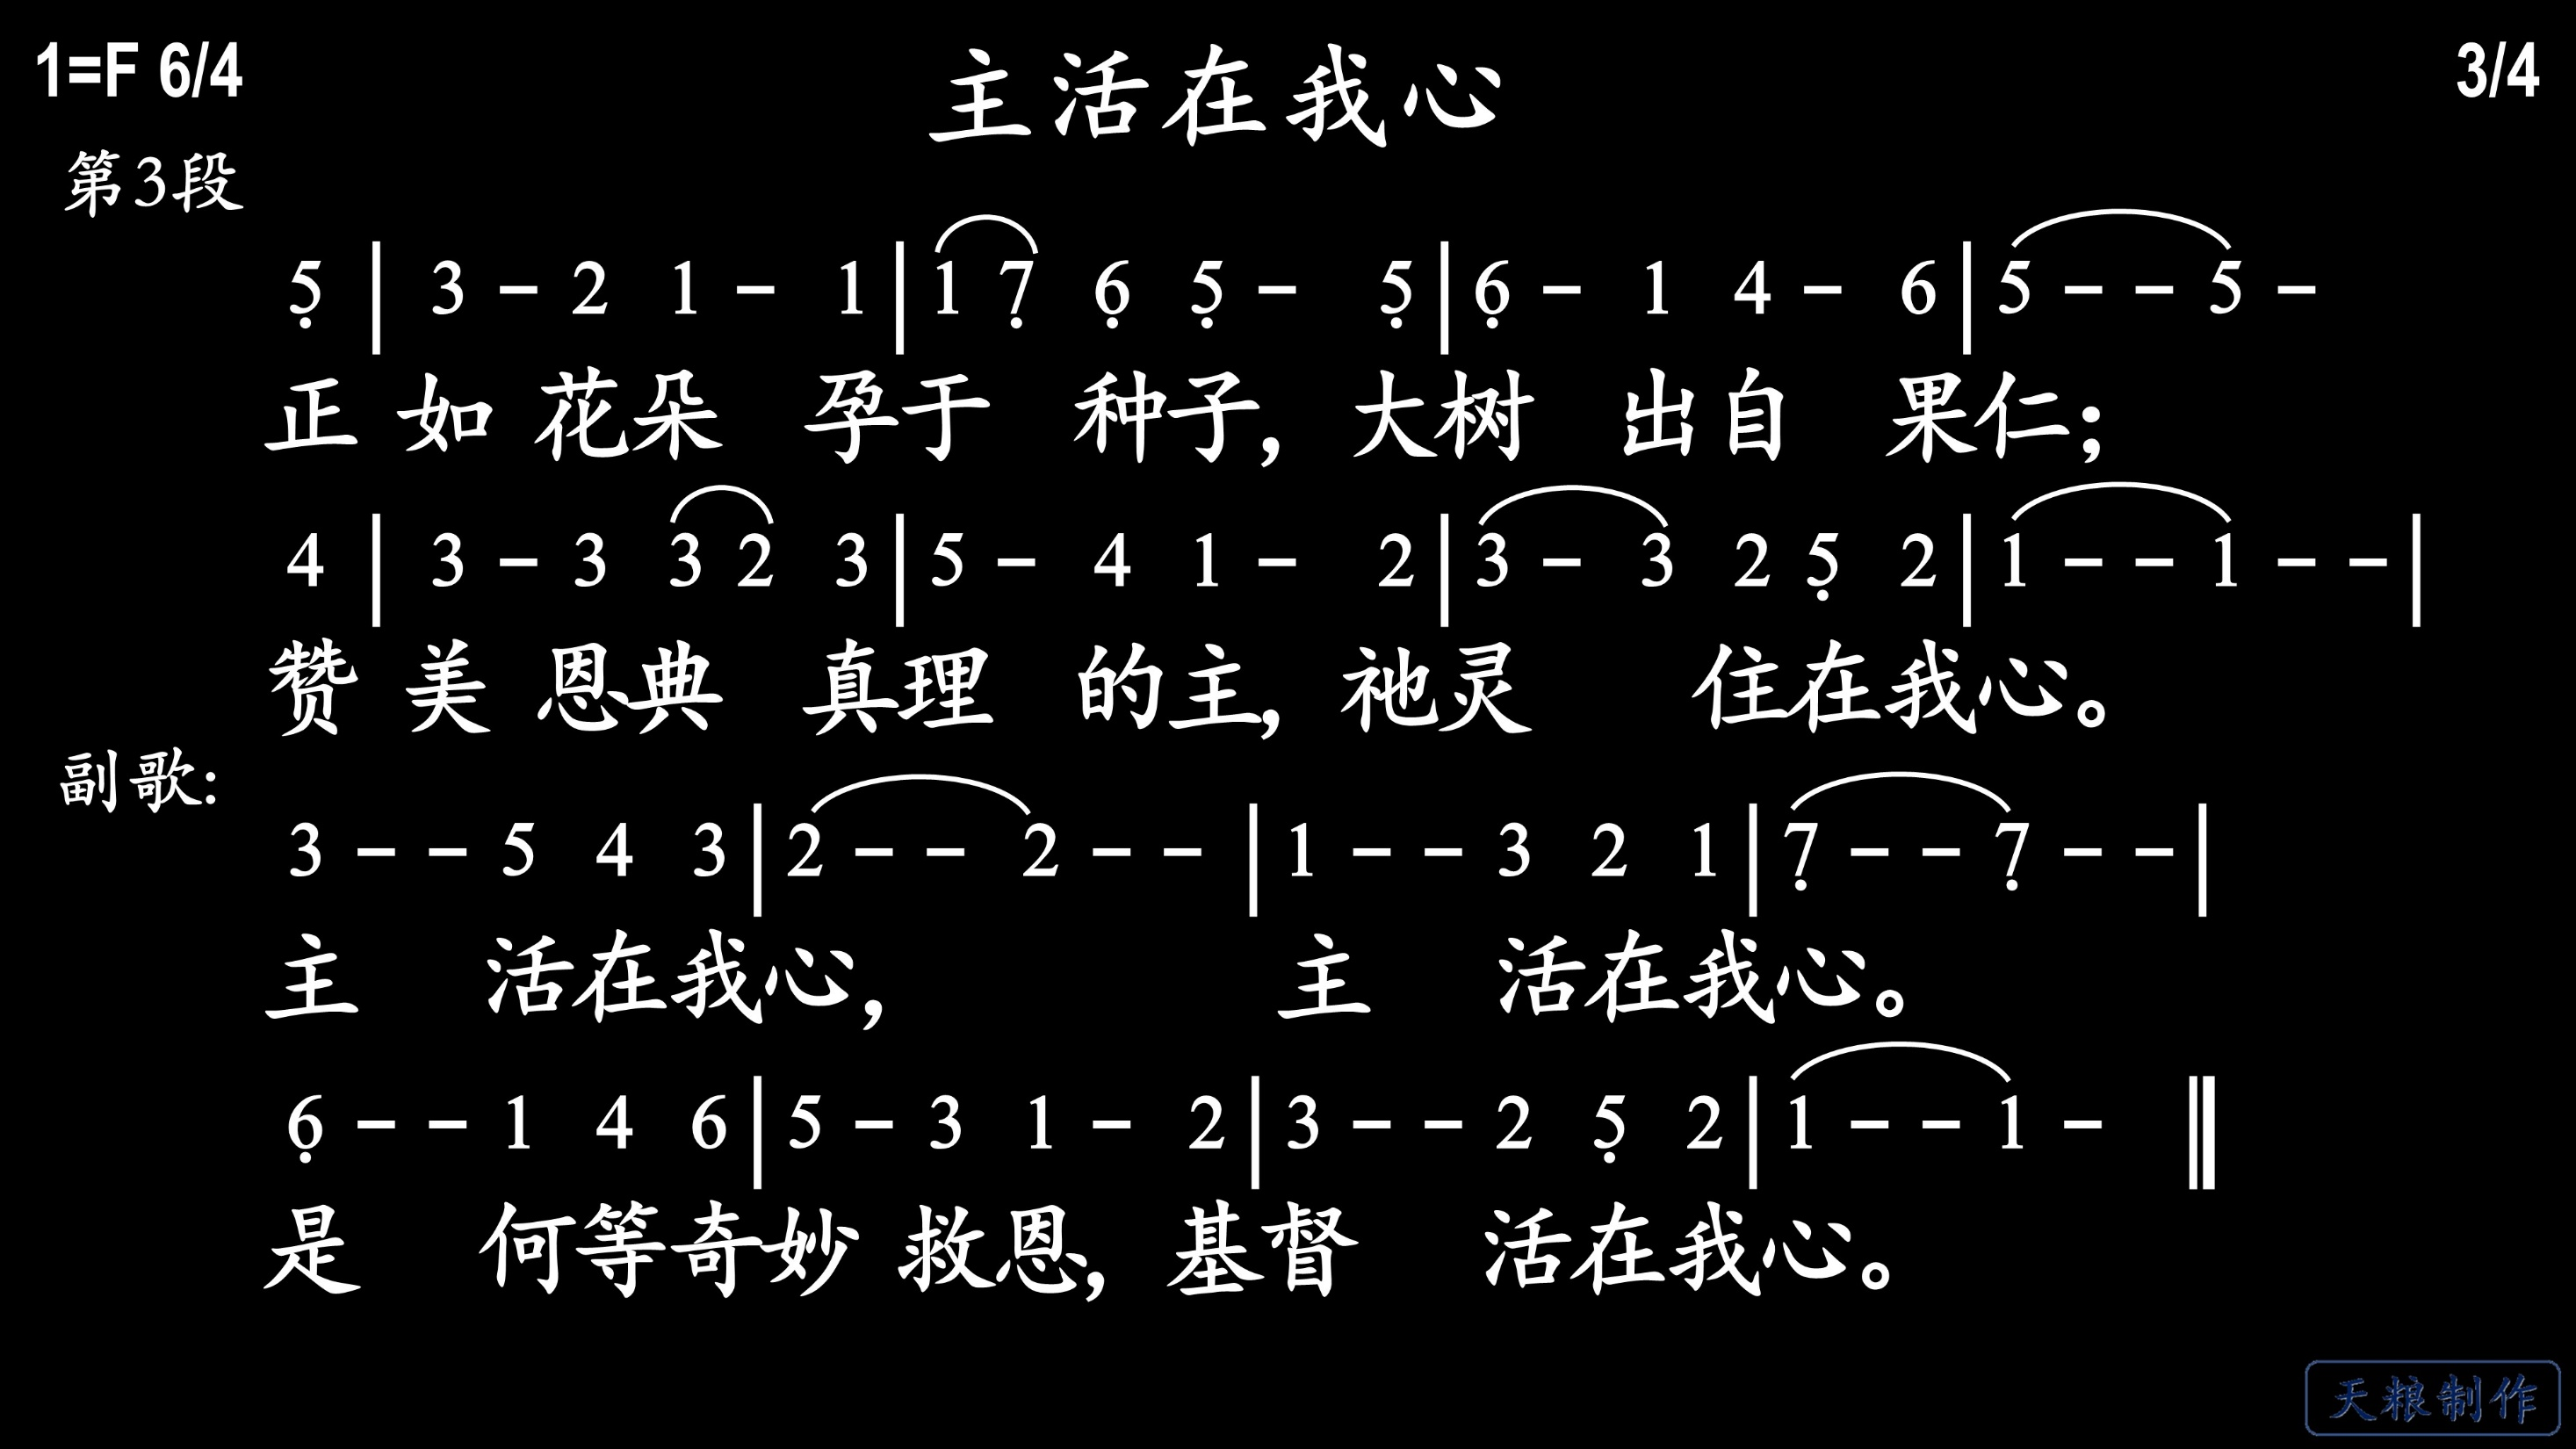 1=F 6/4 主活在我心 3/4
第3段
5̣ | 3 – 2 1 – 1 | 1 7̣ 6̣ 5̣ – 5̣ | 6̣ – 1 4 – 6 | 5 – – 5 –
正如花朵孕于种子,大树出自果仁;
4 | 3 – 3 3 2 3 | 5 – 4 1 – 2 | 3 – 3 2 5̣ 2 | 1 – – 1 – – |
赞美恩典真理的主,祂灵住在我心。
副歌:
3 – – 5 4 3 | 2 – – 2 – – | 1 – – 3 2 1 | 7̣ – – 7̣ – – |
主活在我心, 主活在我心。
6̣ – – 1 4 6 | 5 – 3 1 – 2 | 3 – – 2 5̣ 2 | 1 – – 1 – ‖
是何等奇妙救恩,基督活在我心。
天粮制作